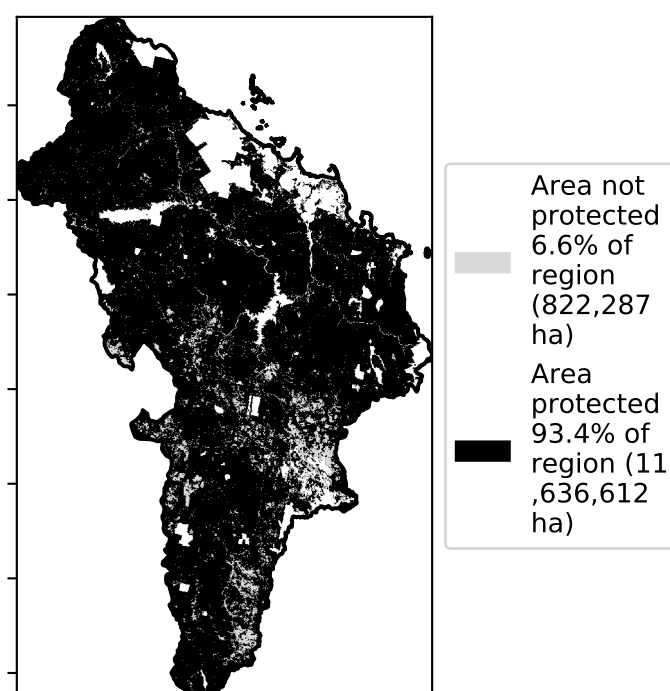 Area not
protected
6.6% of
region
(822,287
ha)
Area
protected
93.4% of
region (11
,636,612
ha)